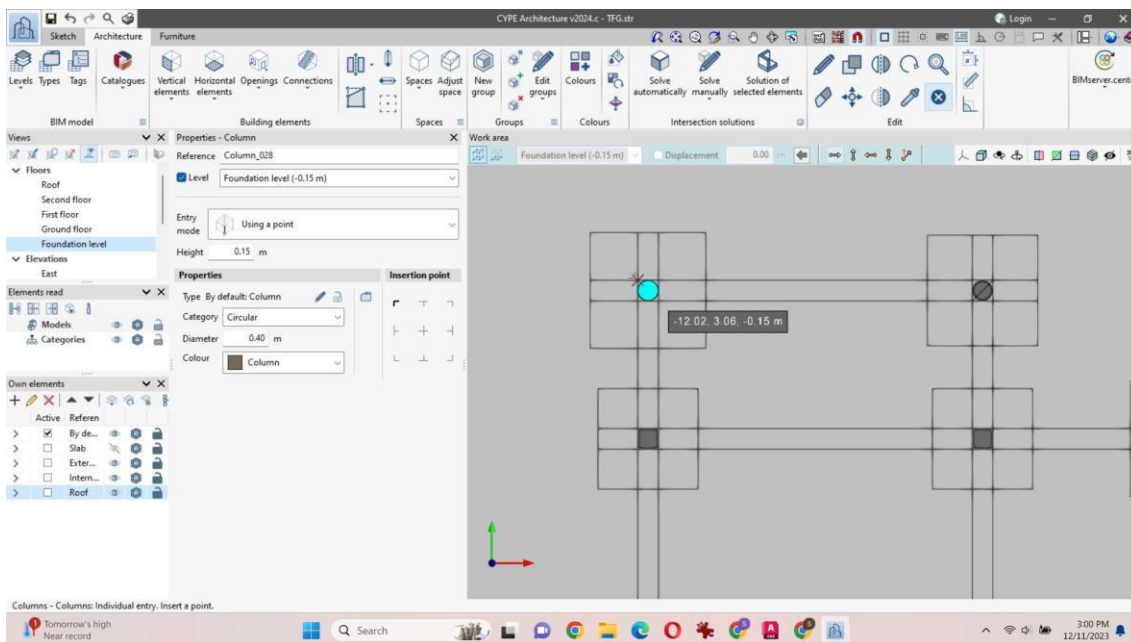 CYPE Architecture v2024.c - TFG.str
Login
Sketch Architecture Furniture
Levels Types Tags Catalogues
Vertical elements
Horizontal elements
Openings Connections
Spaces Adjust space
New group
Edit groups
Colours
Solve automatically
Solve manually
Solution of selected elements
BIMserver.cente
BIM model
Building elements
Spaces
Groups
Colours
Intersection solutions
Edit
Views
Floors
Roof
Second floor
First floor
Ground floor
Foundation level
Elevations
East
Elements read
Models
Categories
Own elements
Active Referen
By de...
Slab
Exter...
Intern...
Roof
Properties - Column
Reference Column_028
Level Foundation level (-0.15 m)
Entry mode Using a point
Height 0.15 m
Properties
Insertion point
Type By default: Column
Category Circular
Diameter 0.40 m
Colour Column
Work area
Foundation level (-0.15 m) Displacement 0.00 m
-12.02, 3.06, -0.15 m
Columns - Columns: Individual entry. Insert a point.
Tomorrow's high
Near record
Search
3:00 PM
12/11/2023